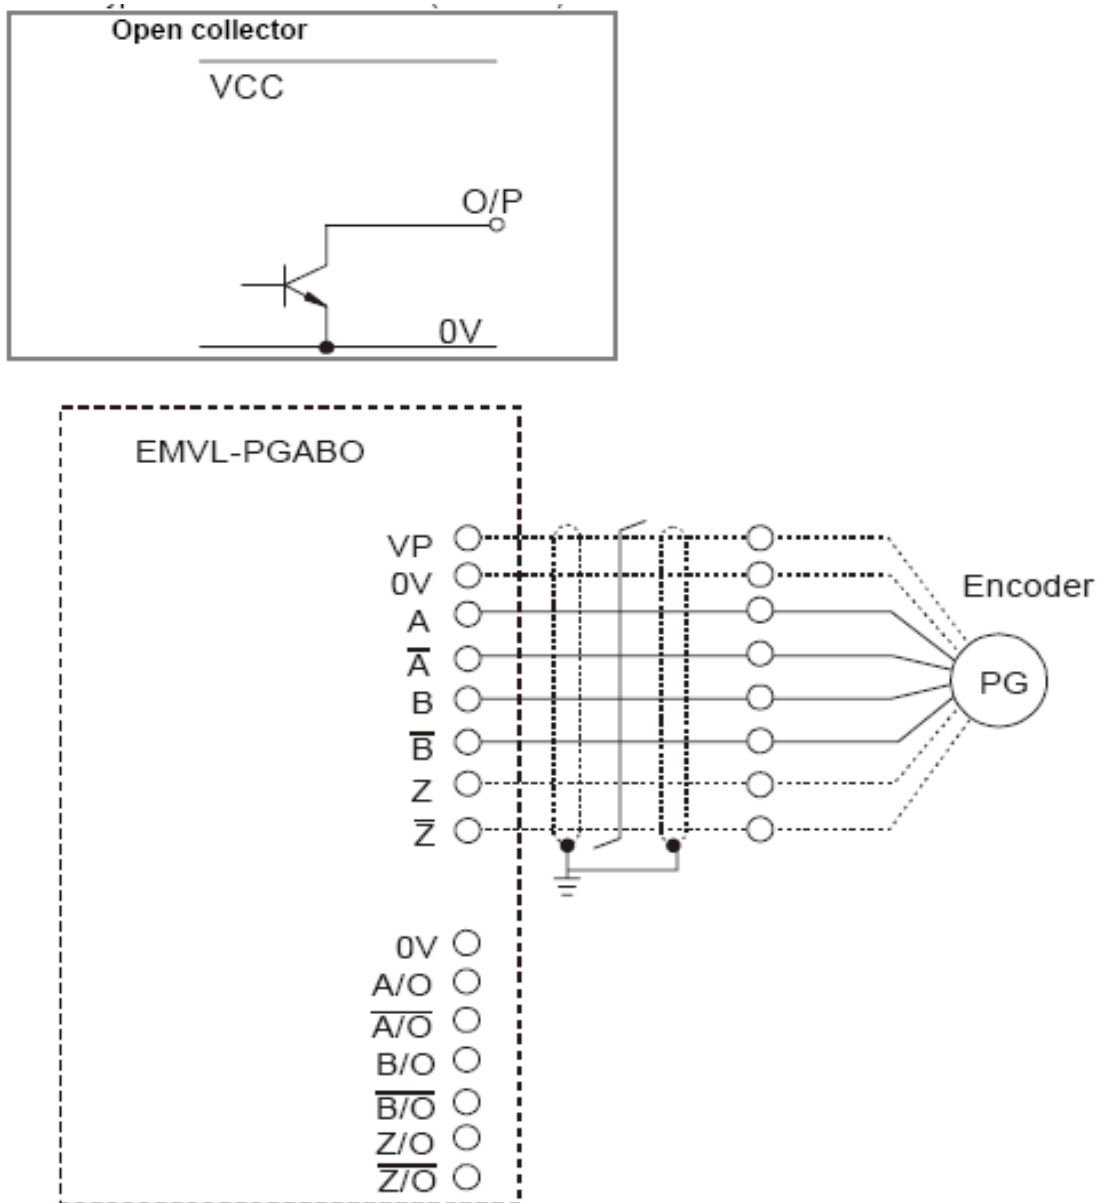 Open collector
VCC
O/P
0V
EMVL-PGABO
VP
0V
A
A̅
B
B̅
Z
Z̅
Encoder
PG
0V
A/O
A̅/̅O̅
B/O
B̅/̅O̅
Z/O
Z̅/̅O̅